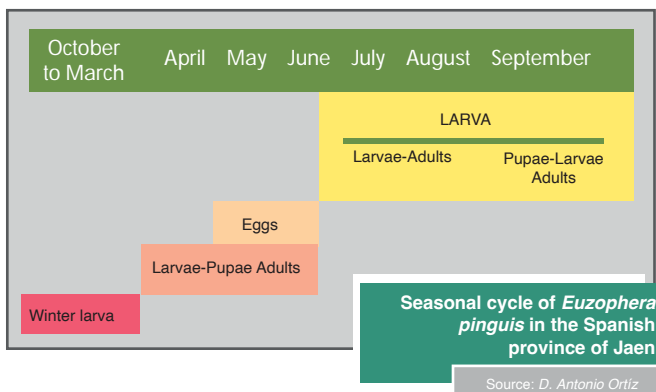 October
to March
April May June July August September
LARVA
Larvae-Adults
Pupae-Larvae
Adults
Eggs
Larvae-Pupae Adults
Winter larva
Seasonal cycle of Euzophera
pinguis in the Spanish
province of Jaen
Source: D. Antonio Ortíz